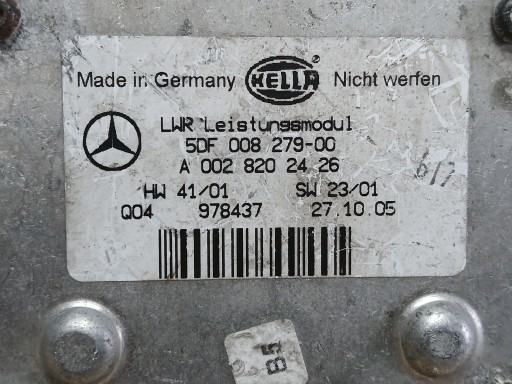 Made in Germany HELLA Nicht werfen
LWR Leistungsmodul
5DF 008 279-00
A 002 820 24 26
HW 41/01 SW 23/01
Q04 978437 27.10.05
617
B5